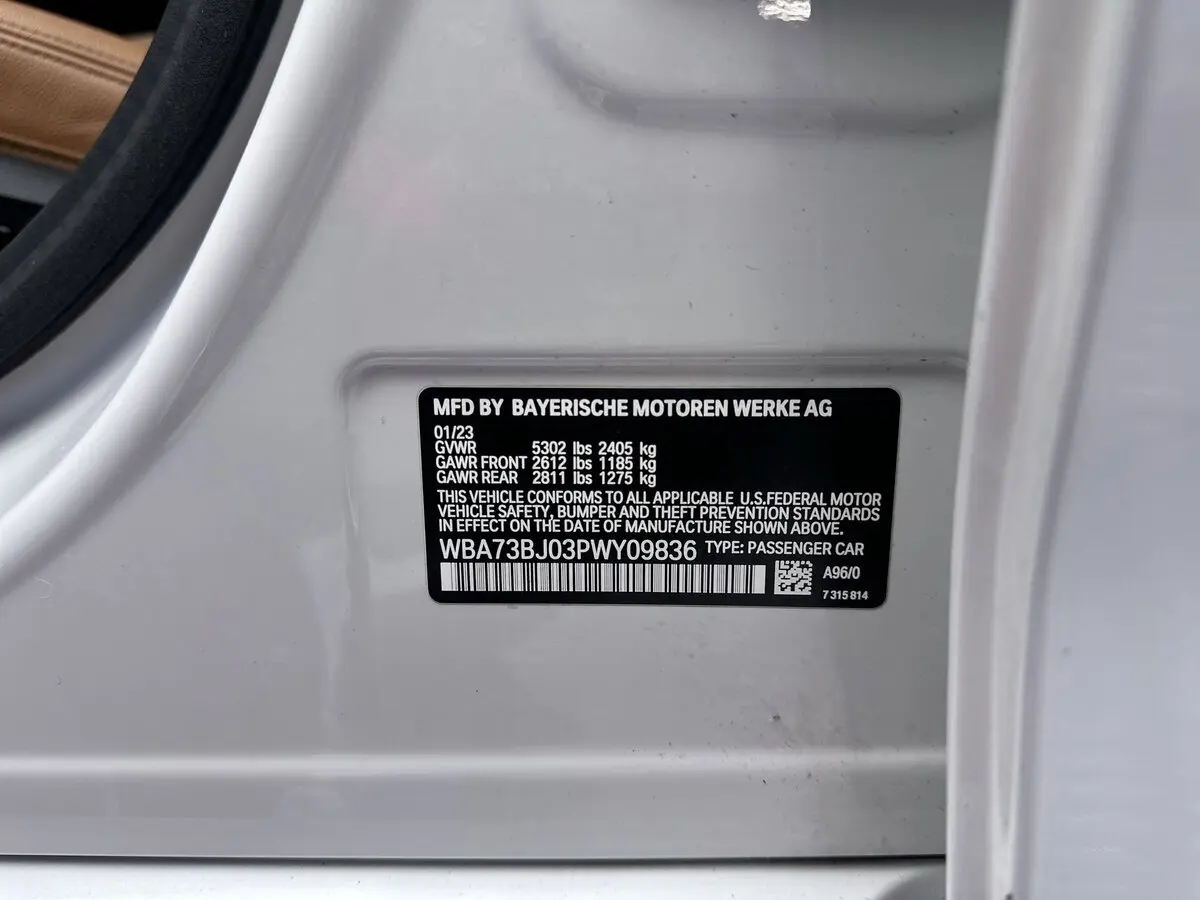 MFD BY BAYERISCHE MOTOREN WERKE AG
01/23
GVWR 5302 lbs 2405 kg
GAWR FRONT 2612 lbs 1185 kg
GAWR REAR 2811 lbs 1275 kg
THIS VEHICLE CONFORMS TO ALL APPLICABLE U.S.FEDERAL MOTOR
VEHICLE SAFETY, BUMPER AND THEFT PREVENTION STANDARDS
IN EFFECT ON THE DATE OF MANUFACTURE SHOWN ABOVE.
WBA73BJ03PWY09836 TYPE: PASSENGER CAR
A96/0
7 315 814